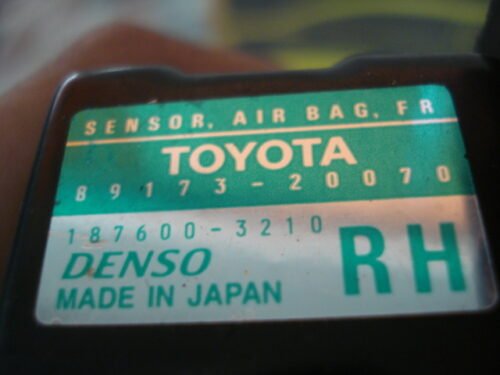 SENSOR, AIR BAG, FR
TOYOTA
89173-20070
187600-3210
DENSO
MADE IN JAPAN
RH